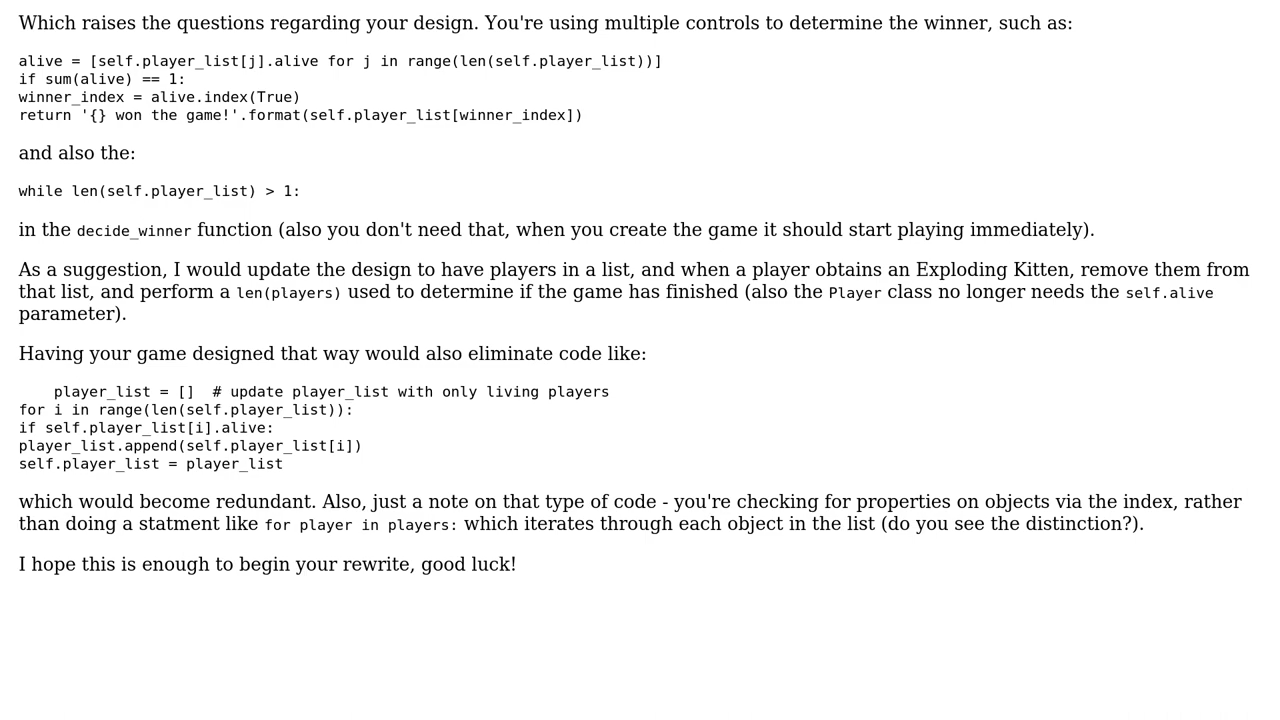 Which raises the questions regarding your design. You're using multiple controls to determine the winner, such as:
alive = [self.player_list[j].alive for j in range(len(self.player_list))]
if sum(alive) == 1:
winner_index = alive.index(True)
return '{} won the game!'.format(self.player_list[winner_index])
and also the:
while len(self.player_list) > 1:
in the decide_winner function (also you don't need that, when you create the game it should start playing immediately).
As a suggestion, I would update the design to have players in a list, and when a player obtains an Exploding Kitten, remove them from
that list, and perform a len(players) used to determine if the game has finished (also the Player class no longer needs the self.alive
parameter).
Having your game designed that way would also eliminate code like:
    player_list = []  # update player_list with only living players
for i in range(len(self.player_list)):
if self.player_list[i].alive:
player_list.append(self.player_list[i])
self.player_list = player_list
which would become redundant. Also, just a note on that type of code - you're checking for properties on objects via the index, rather
than doing a statment like for player in players: which iterates through each object in the list (do you see the distinction?).
I hope this is enough to begin your rewrite, good luck!